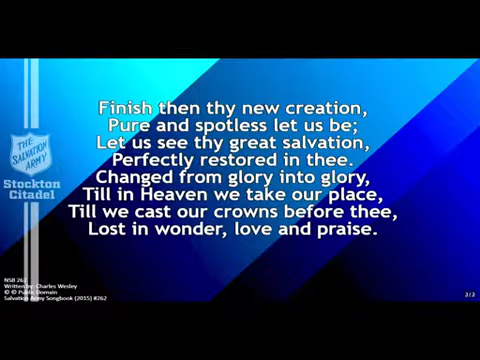 Finish then thy new creation,
Pure and spotless let us be;
Let us see thy great salvation,
Perfectly restored in thee.
Changed from glory into glory,
Till in Heaven we take our place,
Till we cast our crowns before thee,
Lost in wonder, love and praise.
THE
SALVATION
ARMY
Stockton
Citadel
NSB 262
Written by: Charles Wesley
© © Public Domain
Salvation Army Songbook (2015) #262
2/2